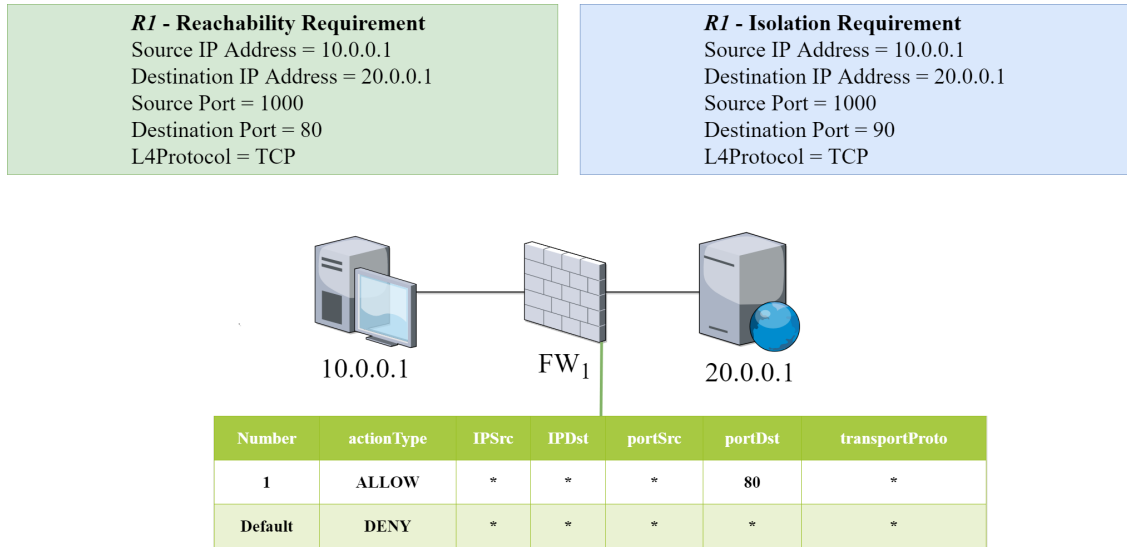 R1 - Reachability Requirement
Source IP Address = 10.0.0.1
Destination IP Address = 20.0.0.1
Source Port = 1000
Destination Port = 80
L4Protocol = TCP
R1 - Isolation Requirement
Source IP Address = 10.0.0.1
Destination IP Address = 20.0.0.1
Source Port = 1000
Destination Port = 90
L4Protocol = TCP
10.0.0.1 FW1 20.0.0.1
Number actionType IPSrc IPDst portSrc portDst transportProto
1 ALLOW * * * 80 *
Default DENY * * * * *